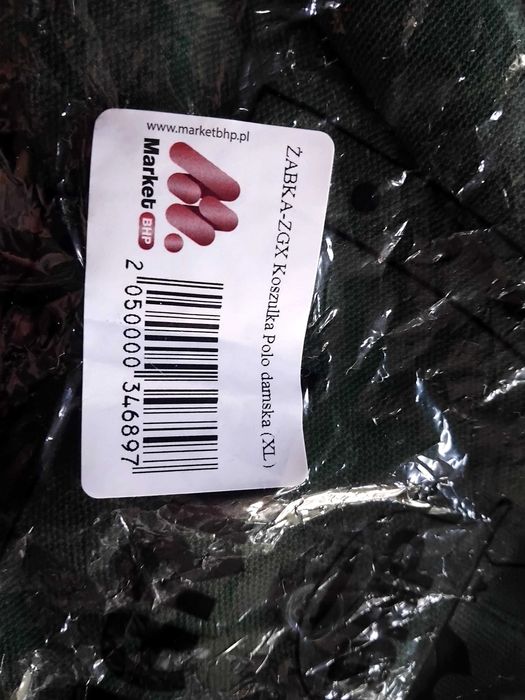 ŻABKA-ZGX Koszulka Polo damska ( XL )
www.marketbhp.pl
Market BHP
2 050000 346897